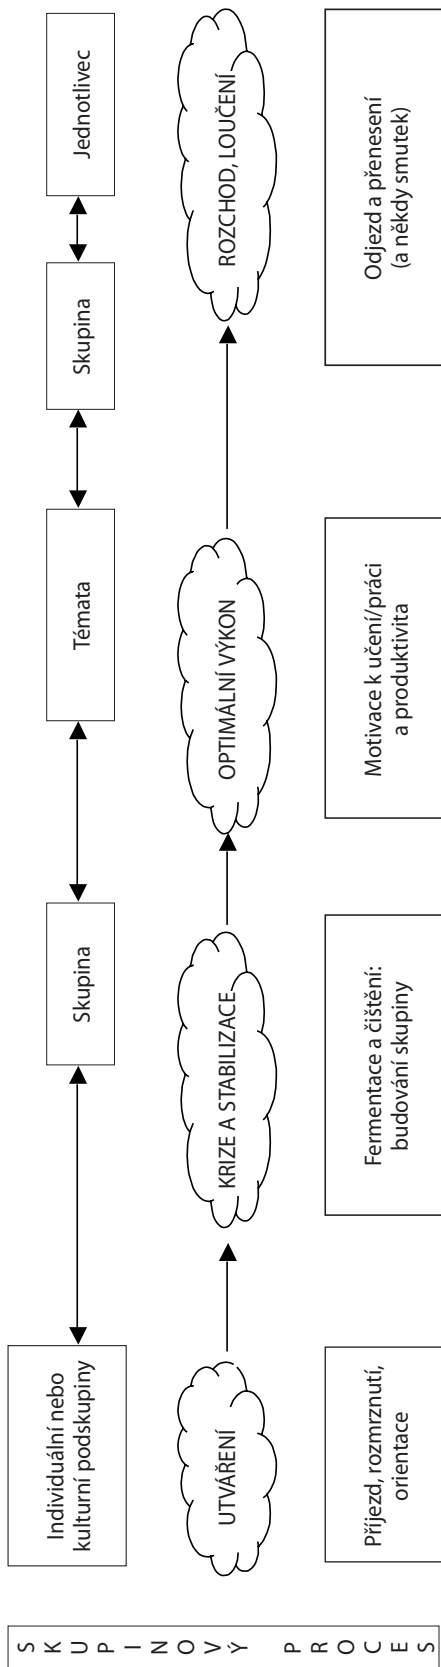 SKUPINOVÝ PROCES
Individuální nebo
kulturní podskupiny
Skupina
Témata
Skupina
Jednotlivec
UTVÁŘENÍ
KRIZE A STABILIZACE
OPTIMÁLNÍ VÝKON
ROZCHOD, LOUČENÍ
Příjezd, rozmrznutí,
orientace
Fermentace a čištění:
budování skupiny
Motivace k učení/práci
a produktivita
Odjezd a přenesení
(a někdy smutek)